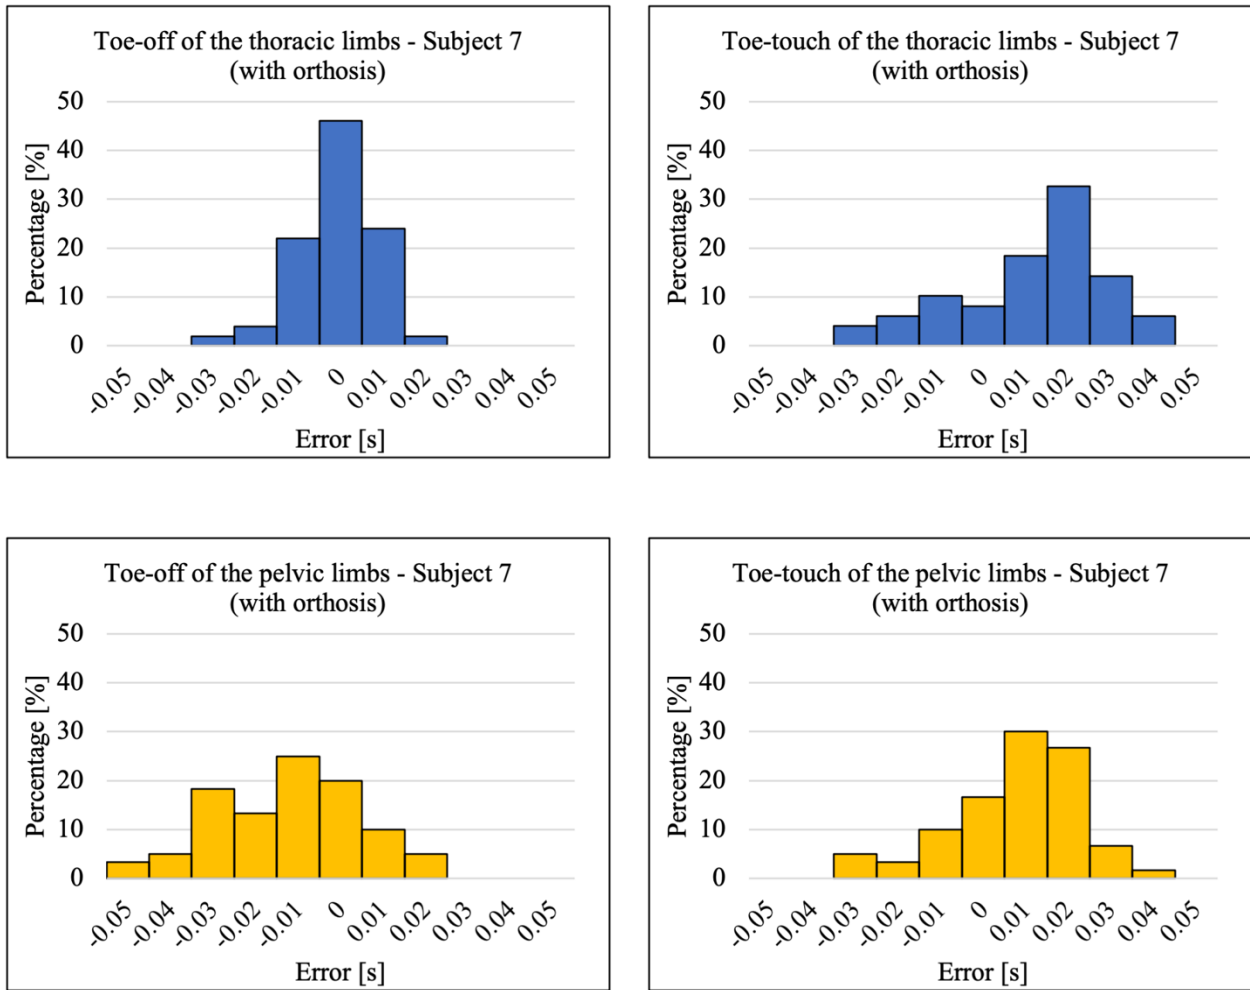 Toe-off of the thoracic limbs - Subject 7
(with orthosis)
Percentage [%]
50
40
30
20
10
0
-0.05 -0.04 -0.03 -0.02 -0.01 0 0.01 0.02 0.03 0.04 0.05
Error [s]
Toe-touch of the thoracic limbs - Subject 7
(with orthosis)
Percentage [%]
50
40
30
20
10
0
-0.05 -0.04 -0.03 -0.02 -0.01 0 0.01 0.02 0.03 0.04 0.05
Error [s]
Toe-off of the pelvic limbs - Subject 7
(with orthosis)
Percentage [%]
50
40
30
20
10
0
-0.05 -0.04 -0.03 -0.02 -0.01 0 0.01 0.02 0.03 0.04 0.05
Error [s]
Toe-touch of the pelvic limbs - Subject 7
(with orthosis)
Percentage [%]
50
40
30
20
10
0
-0.05 -0.04 -0.03 -0.02 -0.01 0 0.01 0.02 0.03 0.04 0.05
Error [s]